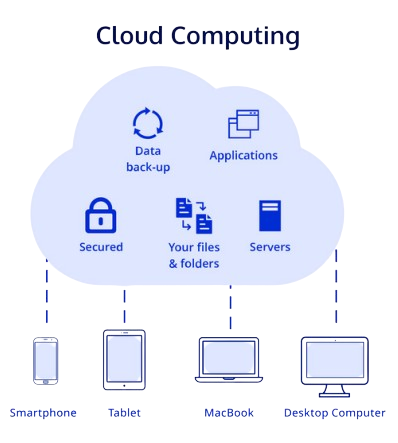 Cloud Computing
Data
back-up
Applications
Secured
Your files
& folders
Servers
Smartphone
Tablet
MacBook
Desktop Computer